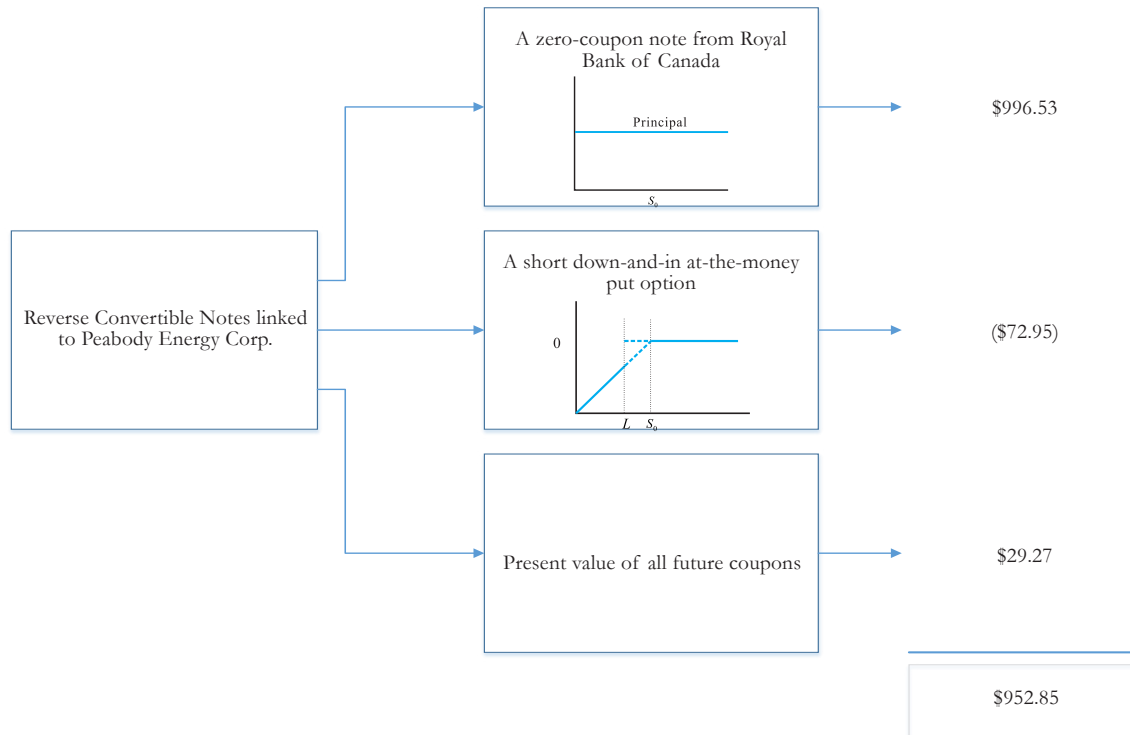 A zero-coupon note from Royal
Bank of Canada
Principal
S₀
$996.53
Reverse Convertible Notes linked
to Peabody Energy Corp.
A short down-and-in at-the-money
put option
0
L S₀
($72.95)
Present value of all future coupons
$29.27
$952.85